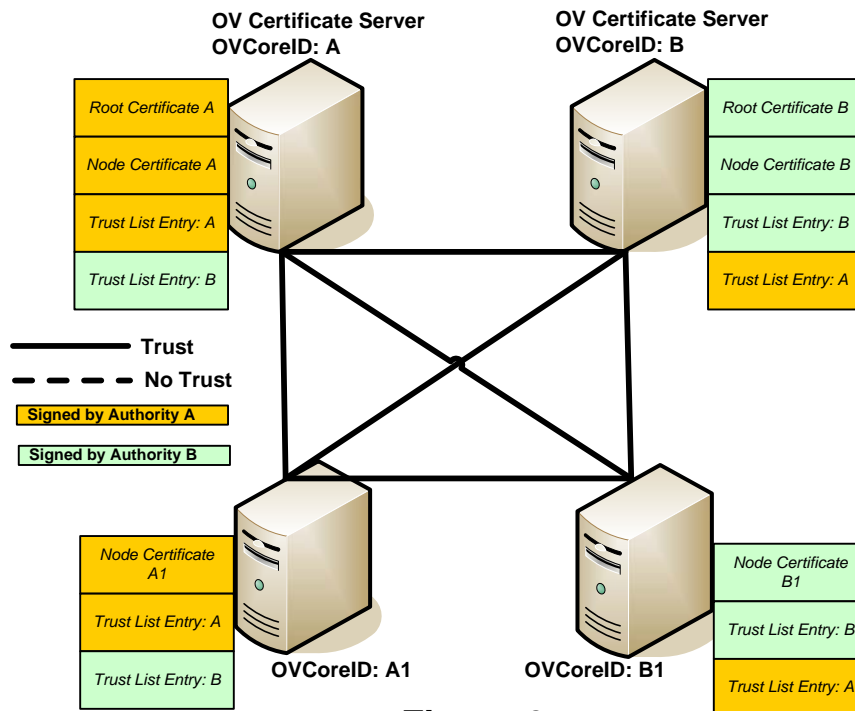 OV Certificate Server
OVCoreID: A
OV Certificate Server
OVCoreID: B
Root Certificate A
Node Certificate A
Trust List Entry: A
Trust List Entry: B
Root Certificate B
Node Certificate B
Trust List Entry: B
Trust List Entry: A
Trust
No Trust
Signed by Authority A
Signed by Authority B
Node Certificate
A1
Trust List Entry: A
Trust List Entry: B
OVCoreID: A1
OVCoreID: B1
Node Certificate
B1
Trust List Entry: B
Trust List Entry: A